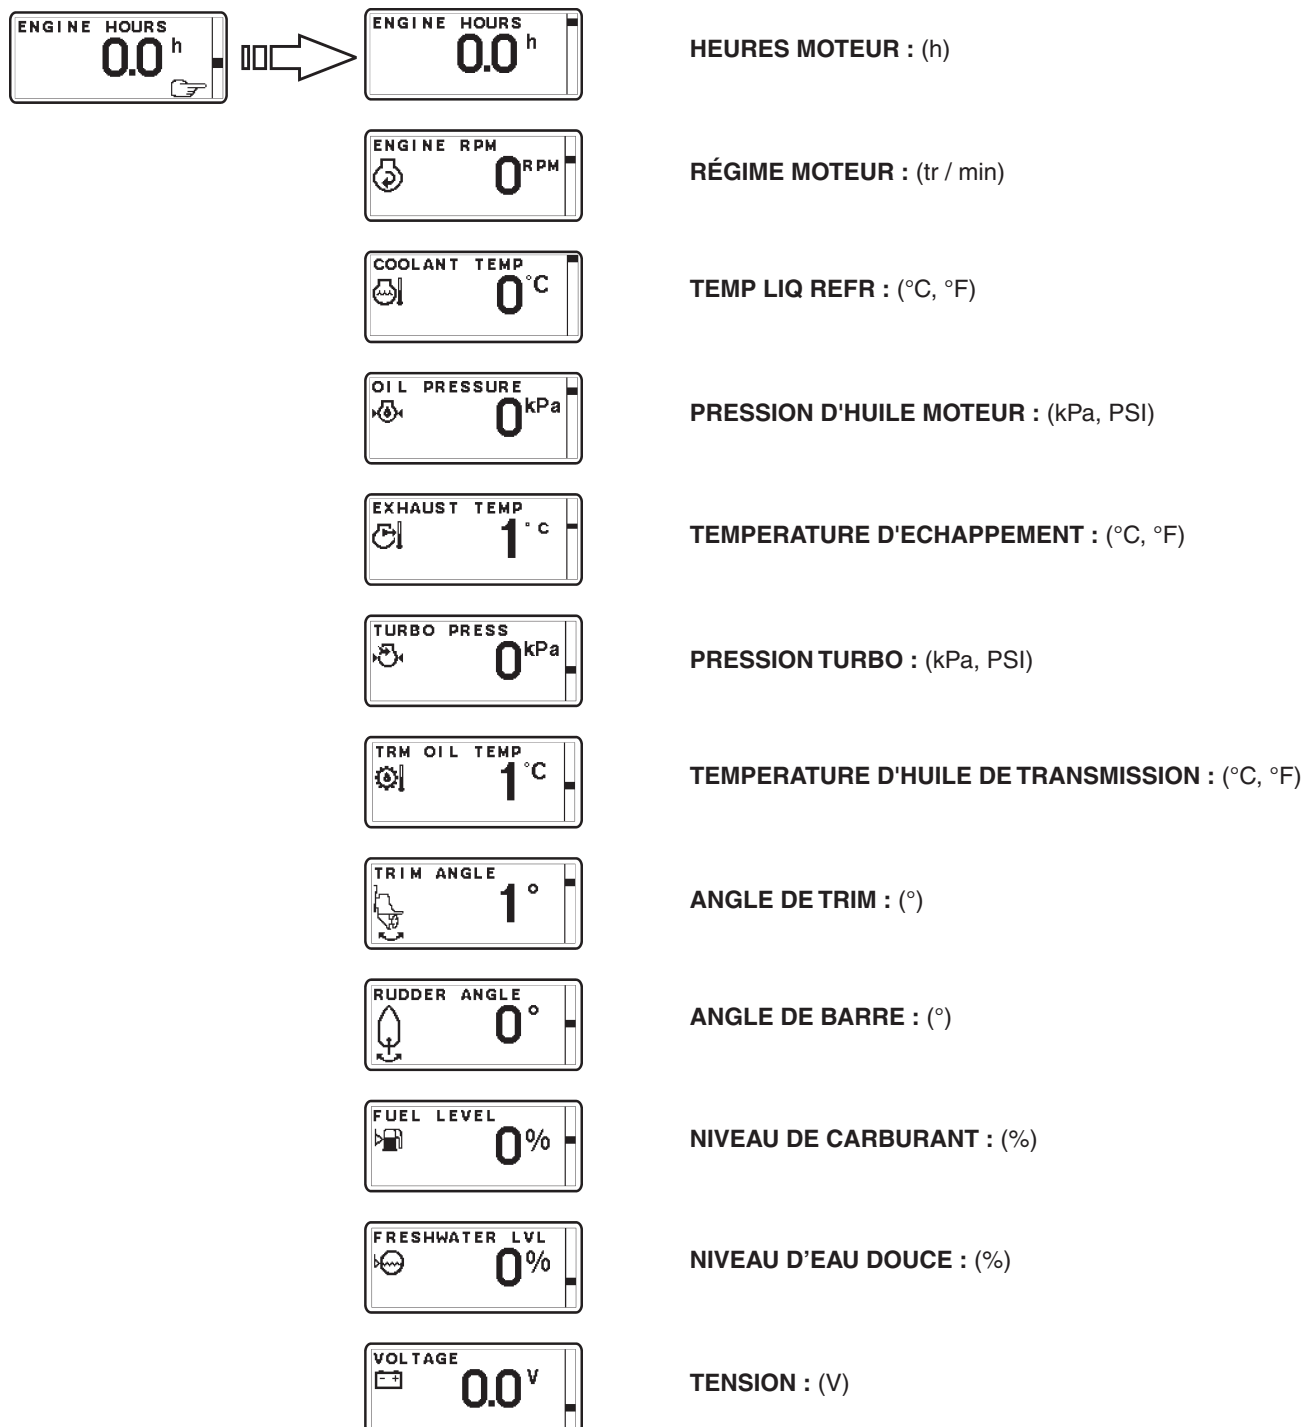 ENGINE HOURS
0.0 h
ENGINE HOURS
0.0 h
HEURES MOTEUR : (h)
ENGINE RPM
0 RPM
RÉGIME MOTEUR : (tr / min)
COOLANT TEMP
0 °C
TEMP LIQ REFR : (°C, °F)
OIL PRESSURE
0 kPa
PRESSION D'HUILE MOTEUR : (kPa, PSI)
EXHAUST TEMP
1 °C
TEMPERATURE D'ECHAPPEMENT : (°C, °F)
TURBO PRESS
0 kPa
PRESSION TURBO : (kPa, PSI)
TRM OIL TEMP
1 °C
TEMPERATURE D'HUILE DE TRANSMISSION : (°C, °F)
TRIM ANGLE
1 °
ANGLE DE TRIM : (°)
RUDDER ANGLE
0 °
ANGLE DE BARRE : (°)
FUEL LEVEL
0 %
NIVEAU DE CARBURANT : (%)
FRESHWATER LVL
0 %
NIVEAU D’EAU DOUCE : (%)
VOLTAGE
0.0 V
TENSION : (V)